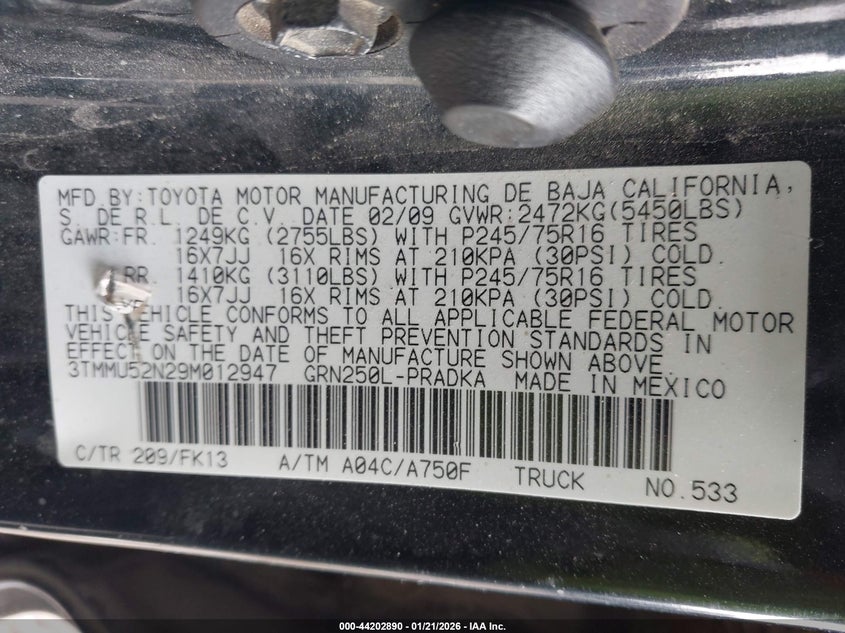 MFD.BY:TOYOTA MOTOR MANUFACTURING DE BAJA CALIFORNIA,
S. DE R.L. DE C.V. DATE 02/09 GVWR:2472KG(5450LBS)
GAWR:FR. 1249KG (2755LBS) WITH P245/75R16 TIRES
16X7JJ 16X RIMS AT 210KPA (30PSI) COLD.
RR. 1410KG (3110LBS) WITH P245/75R16 TIRES
16X7JJ 16X RIMS AT 210KPA (30PSI) COLD.
THIS VEHICLE CONFORMS TO ALL APPLICABLE FEDERAL MOTOR
VEHICLE SAFETY AND THEFT PREVENTION STANDARDS IN
EFFECT ON THE DATE OF MANUFACTURE SHOWN ABOVE.
3TMMU52N29M012947 GRN250L-PRADKA MADE IN MEXICO
C/TR 209/FK13 A/TM A04C/A750F TRUCK NO.533
000-44202890 - 01/21/2026 - IAA Inc.